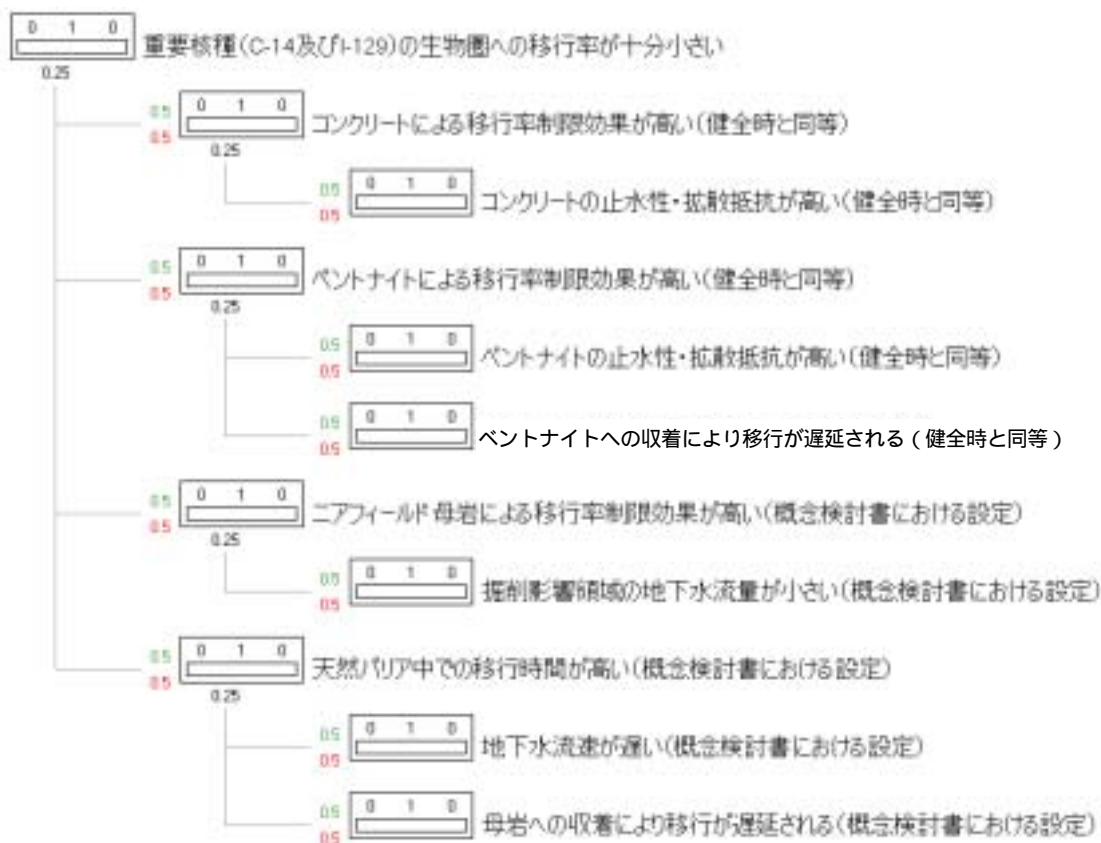 0 1 0
重要核種(C-14及びI-129)の生物圏への移行率が十分小さい
0.25
0.5 0 1 0
0.5 コンクリートによる移行率制限効果が高い(健全時と同等)
0.25
0.5 0 1 0
0.5 コンクリートの止水性・拡散抵抗が高い(健全時と同等)
0.5 0 1 0
0.5 ベントナイトによる移行率制限効果が高い(健全時と同等)
0.25
0.5 0 1 0
0.5 ベントナイトの止水性・拡散抵抗が高い(健全時と同等)
0.5 0 1 0
0.5 ベントナイトへの収着により移行が遅延される(健全時と同等)
0.5 0 1 0
0.5 ニアフィールド母岩による移行率制限効果が高い(概念検討書における設定)
0.25
0.5 0 1 0
0.5 掘削影響領域の地下水流量が小さい(概念検討書における設定)
0.5 0 1 0
0.5 天然バリア中での移行時間が高い(概念検討書における設定)
0.25
0.5 0 1 0
0.5 地下水流速が遅い(概念検討書における設定)
0.5 0 1 0
0.5 母岩への収着により移行が遅延される(概念検討書における設定)